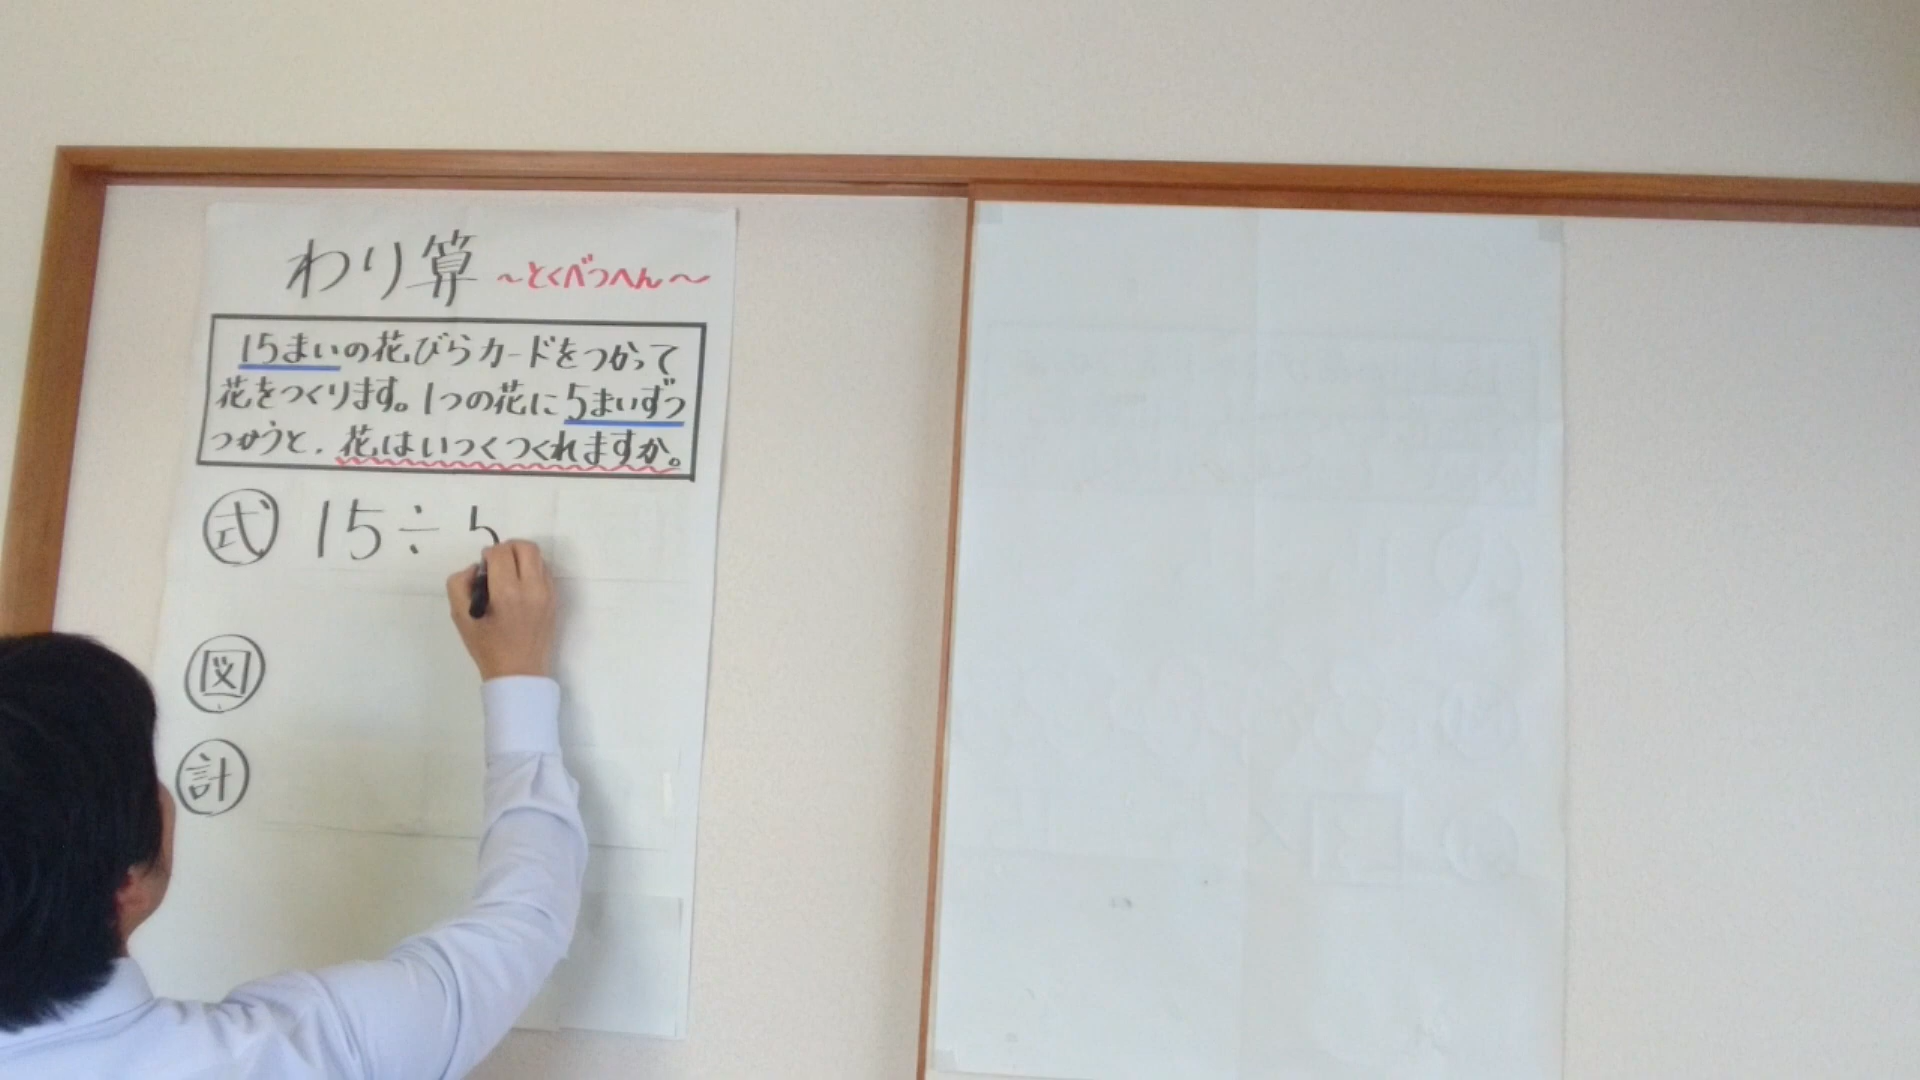 わり算 〜とくべつへん〜
15まいの花びらカードをつかって
花をつくります。1つの花に5まいずつ
つかうと、花はいくつつくれますか。
式 15÷5
図
計